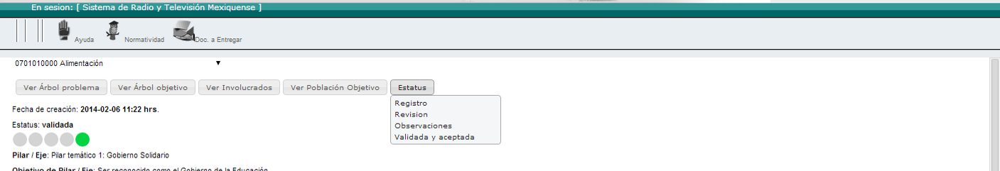 En sesion: [ Sistema de Radio y Televisión Mexiquense ]
Ayuda Normatividad Doc. a Entregar
0701010000 Alimentación
Ver Árbol problema Ver Árbol objetivo Ver Involucrados Ver Población Objetivo Estatus
Registro
Revision
Observaciones
Validada y aceptada
Fecha de creación: 2014-02-06 11:22 hrs.
Estatus: validada
Pilar / Eje: Pilar temático 1: Gobierno Solidario
Objetivo de Pilar / Eje: Ser reconocido como el Gobierno de la Educación